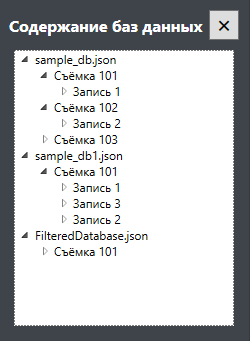 Содержание баз данных
sample_db.json
Съёмка 101
Запись 1
Съёмка 102
Запись 2
Съёмка 103
sample_db1.json
Съёмка 101
Запись 1
Запись 3
Запись 2
FilteredDatabase.json
Съёмка 101